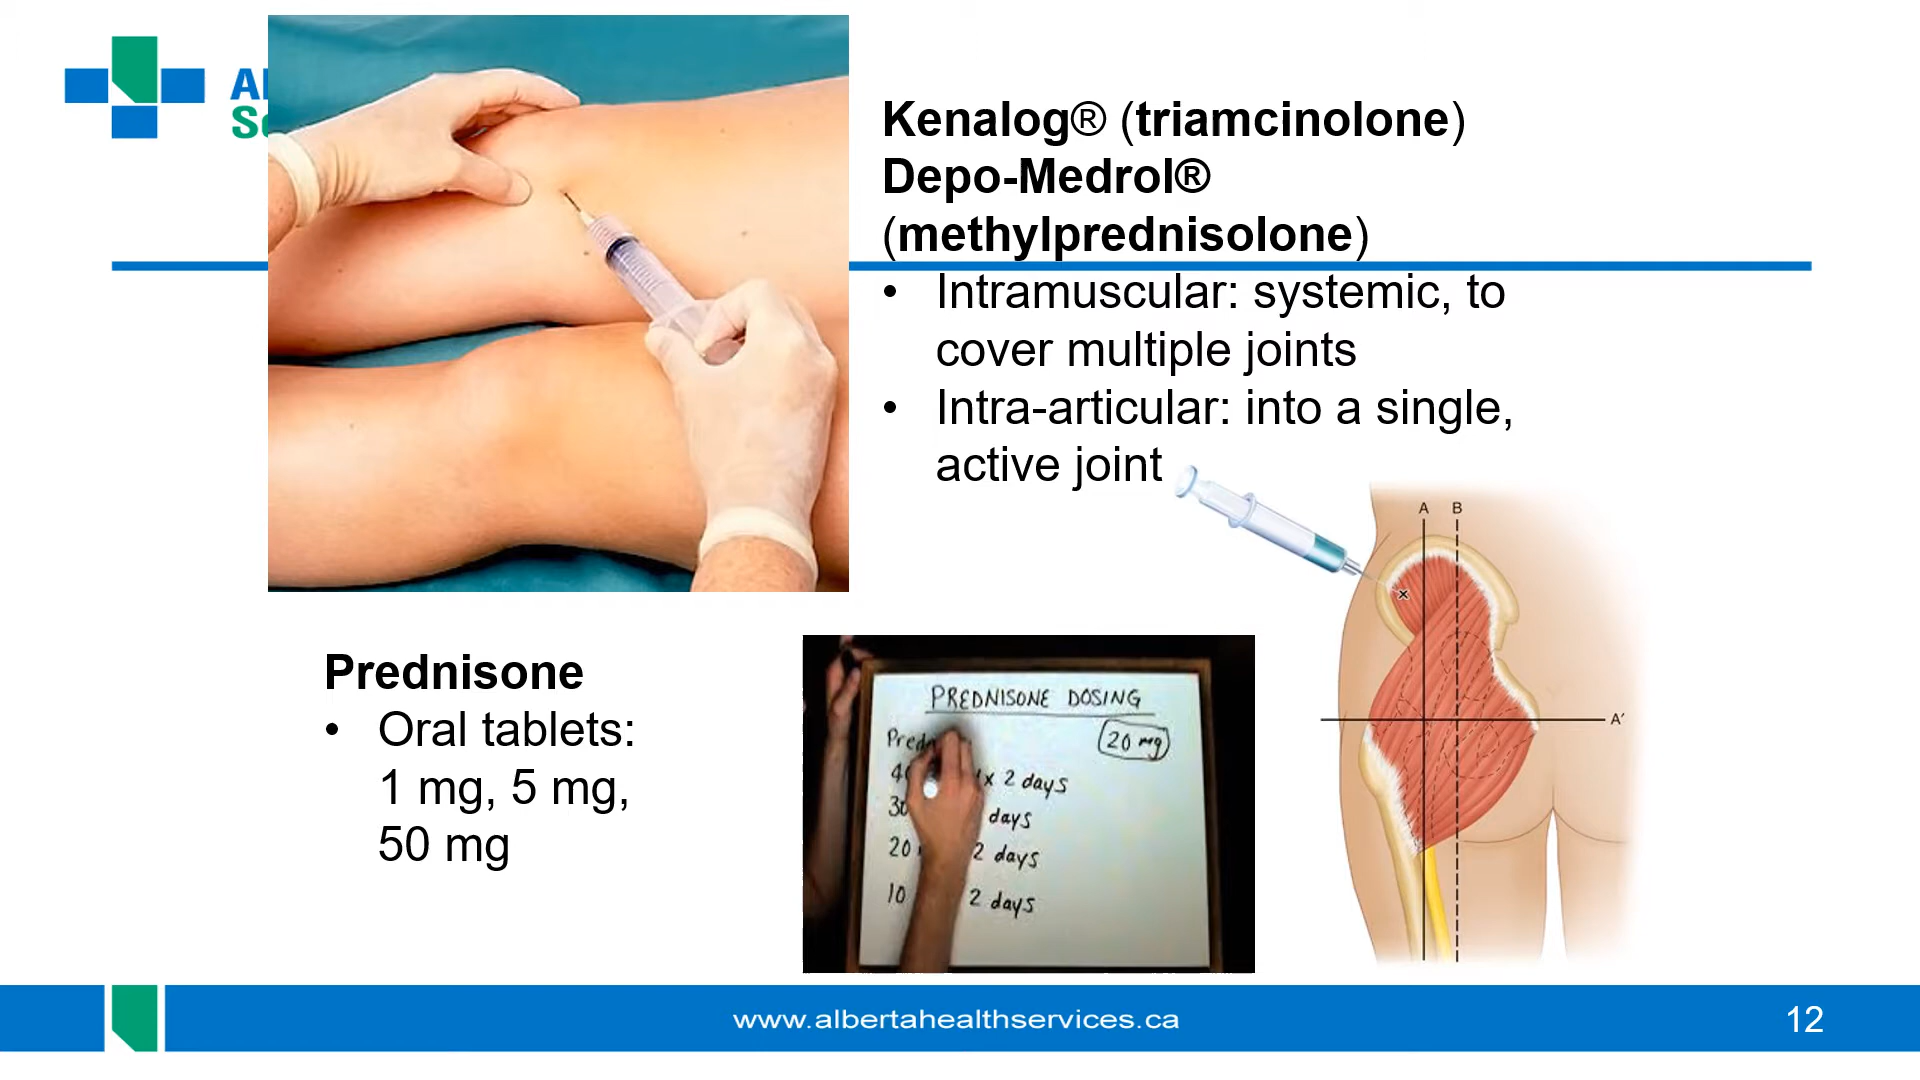 Kenalog® (triamcinolone)
Depo-Medrol®
(methylprednisolone)
• Intramuscular: systemic, to
cover multiple joints
• Intra-articular: into a single,
active joint
A B
A'
Prednisone
• Oral tablets:
1 mg, 5 mg,
50 mg
PREDNISONE DOSING
20 mg
x 2 days
30 days
20 2 days
10 2 days
www.albertahealthservices.ca
12